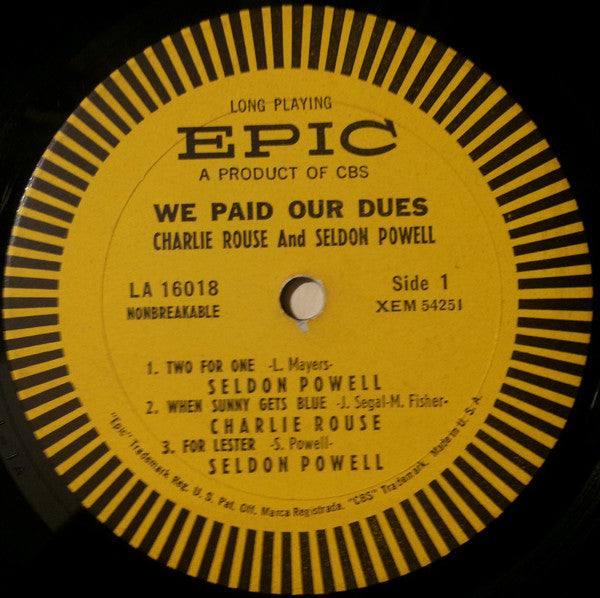 LONG PLAYING
EPIC
A PRODUCT OF CBS
WE PAID OUR DUES
CHARLIE ROUSE And SELDON POWELL
LA 16018
NONBREAKABLE
Side 1
XEM 54251
1. TWO FOR ONE -L. Mayers-
SELDON POWELL
2. WHEN SUNNY GETS BLUE -J. Segal-M. Fisher-
CHARLIE ROUSE
3. FOR LESTER -S. Powell-
SELDON POWELL
"Epic" Trademark Reg. U. S. Pat. Off. Marca Registrada. "CBS" Trademark. Made in U. S. A.